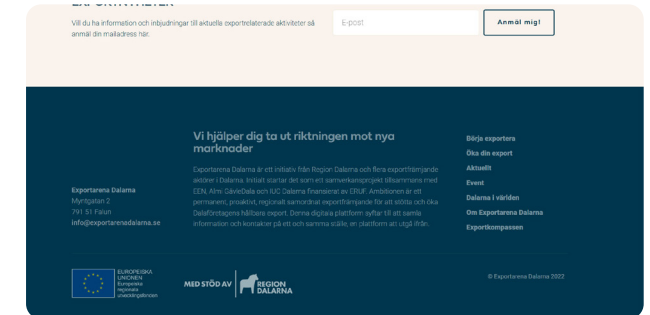 EXPORTNYHETER
Vill du ha information och inbjudningar till aktuella exportrelaterade aktiviteter så
anmäl din mailadress här.
E-post
Anmäl mig!
Vi hjälper dig ta ut riktningen mot nya
marknader
Exportarena Dalarna är ett initiativ från Region Dalarna och flera exportfrämjande
aktörer i Dalarna. Initialt startar det som ett samverkansprojekt tillsammans med
EEN, Almi GävleDala och IUC Dalarna finansierat av ERUF. Ambitionen är ett
permanent, proaktivt, regionalt samordnat exportfrämjande för att stötta och öka
Dalaföretagens hållbara export. Denna digitala plattform syftar till att samla
information och kontakter på ett och samma ställe, en plattform att utgå ifrån.
Exportarena Dalarna
Myntgatan 2
791 51 Falun
info@exportarenadalarna.se
Börja exportera
Öka din export
Aktuellt
Event
Dalarna i världen
Om Exportarena Dalarna
Exportkompassen
EUROPEISKA
UNIONEN
Europeiska
regionala
utvecklingsfonden
MED STÖD AV
REGION
DALARNA
© Exportarena Dalarna 2022